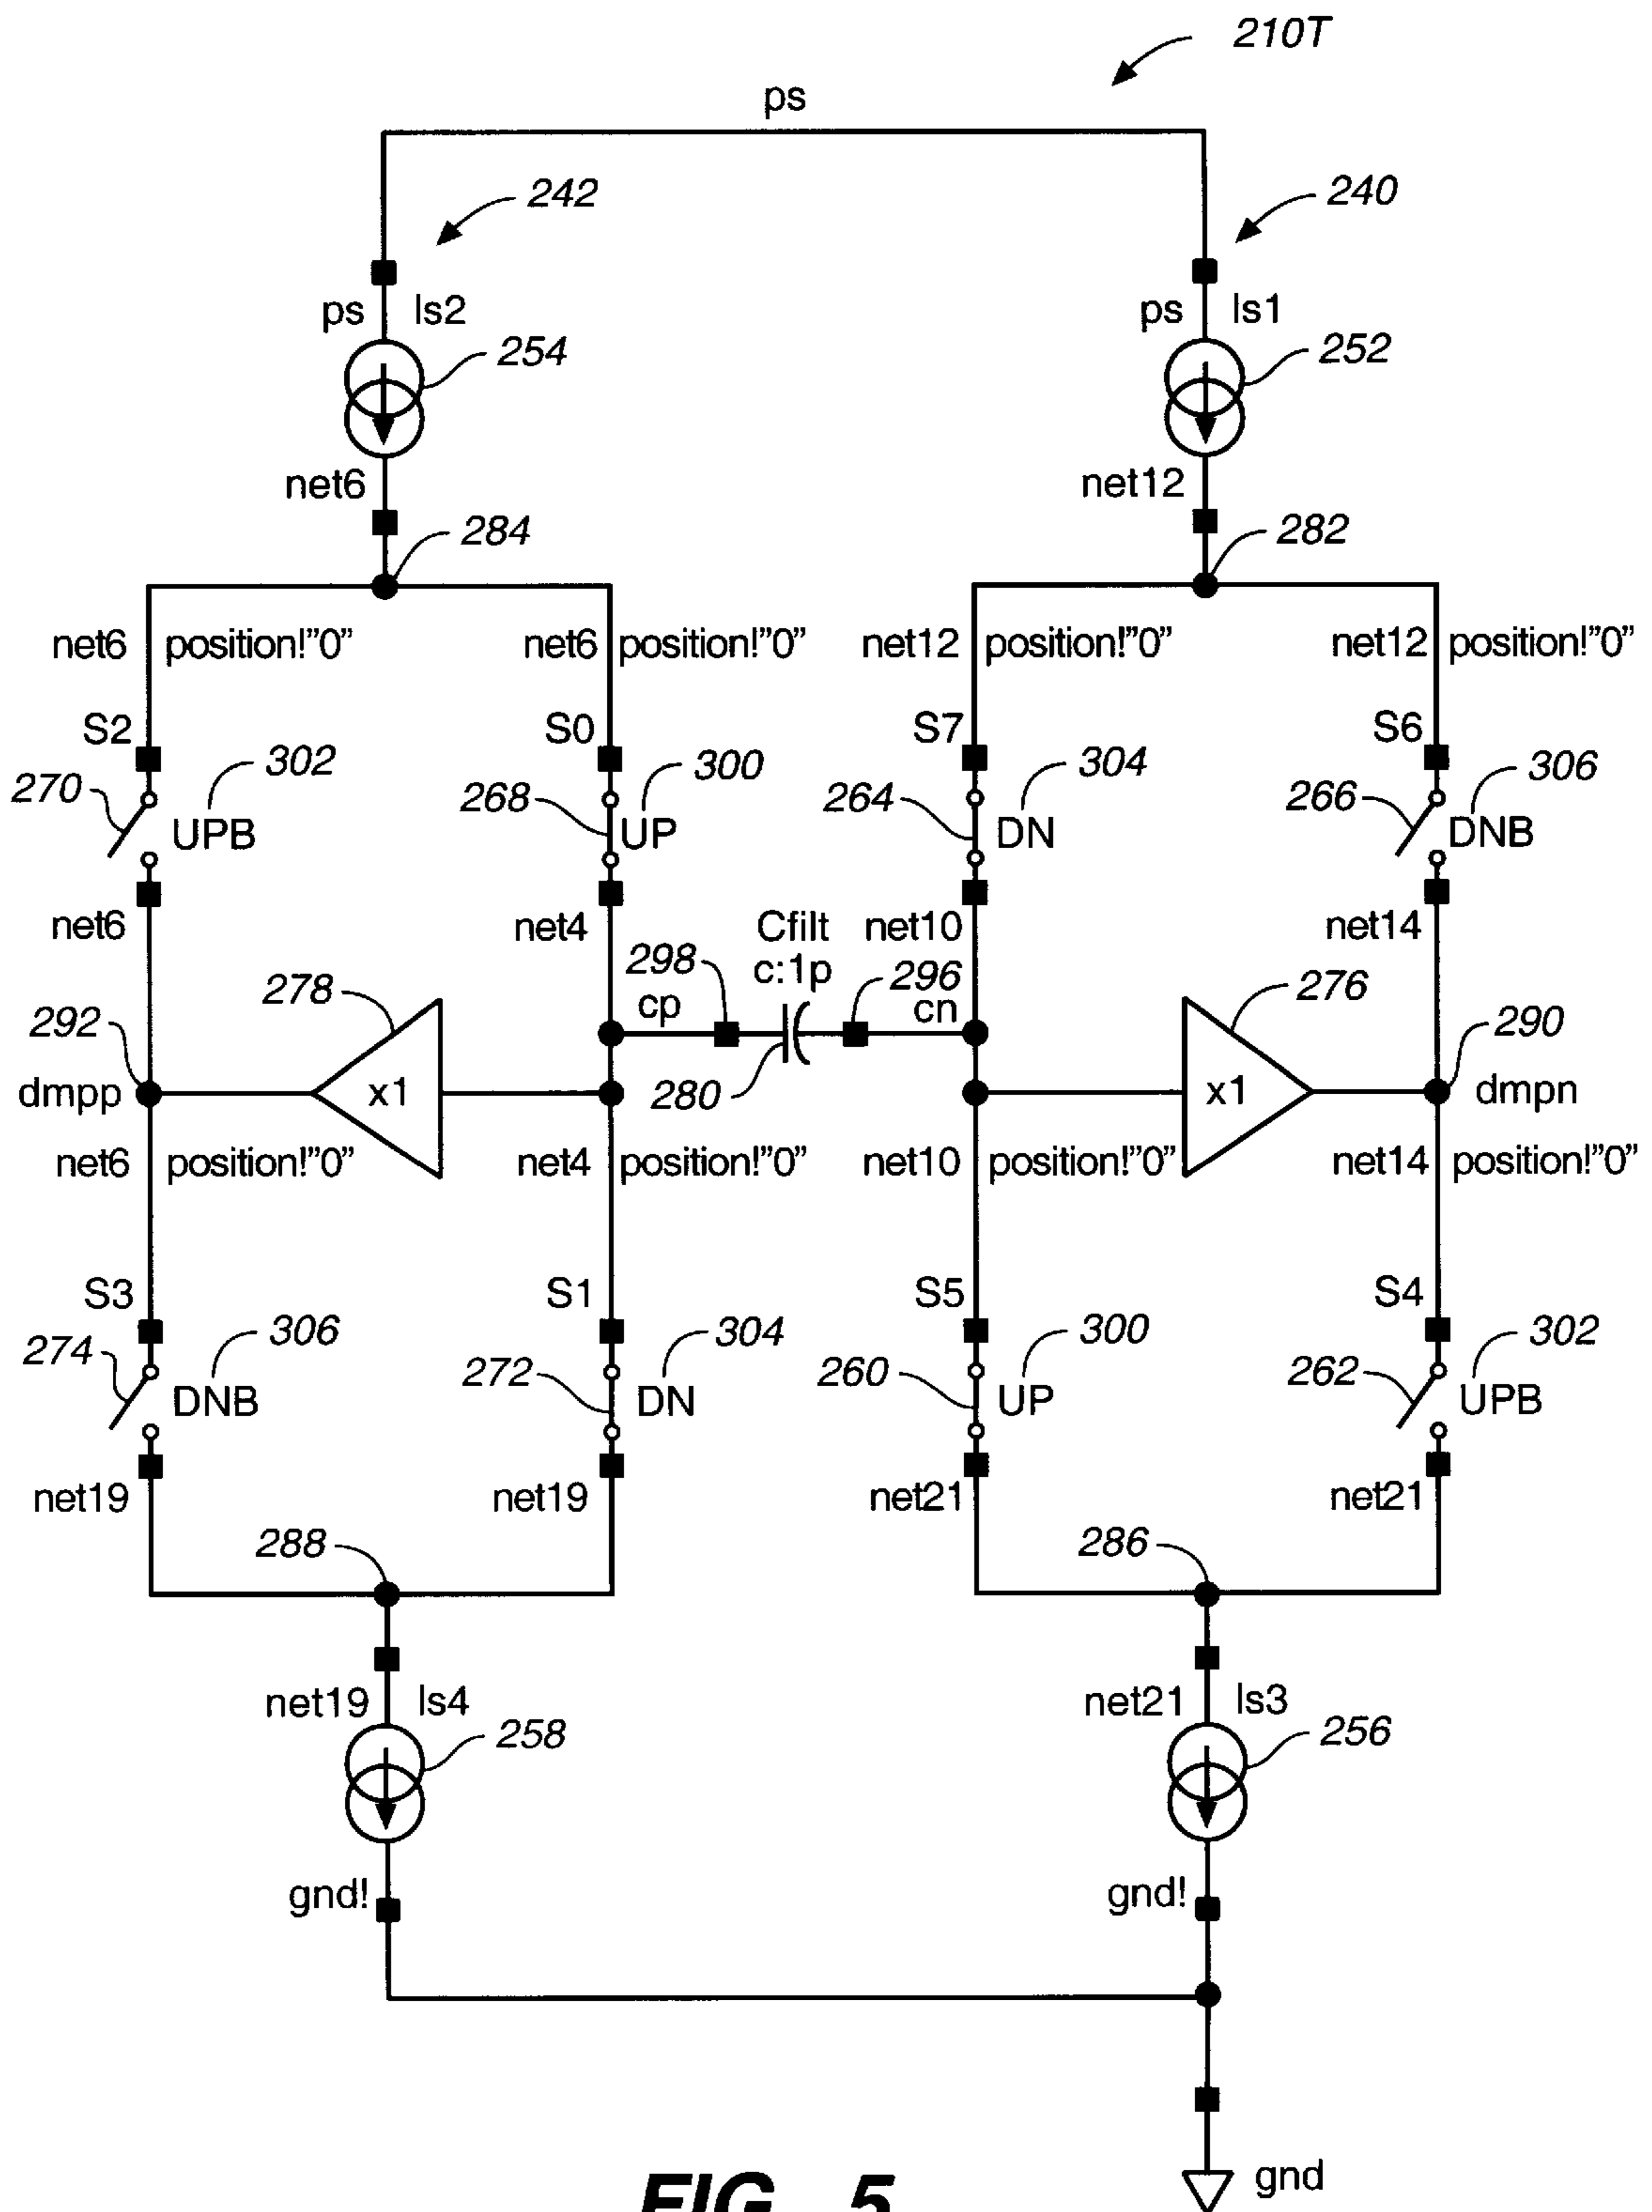 210T
ps
242
240
ps Is2
ps Is1
254
252
net6
net12
284
282
net6 position!"0"
net6 position!"0"
net12 position!"0"
net12 position!"0"
S2
S0
S7
S6
302
300
304
306
270
268
264
266
UPB
UP
DN
DNB
net6
net4
Cfilt
net10
net14
298
c:1p
296
278
cp
cn
276
292
290
dmpp
x1
280
x1
dmpn
net6 position!"0"
net4 position!"0"
net10 position!"0"
net14 position!"0"
S3
S1
S5
S4
306
304
300
302
274
272
260
262
DNB
DN
UP
UPB
net19
net19
net21
net21
288
286
net19 Is4
net21 Is3
258
256
gnd!
gnd!
gnd
FIG. 5